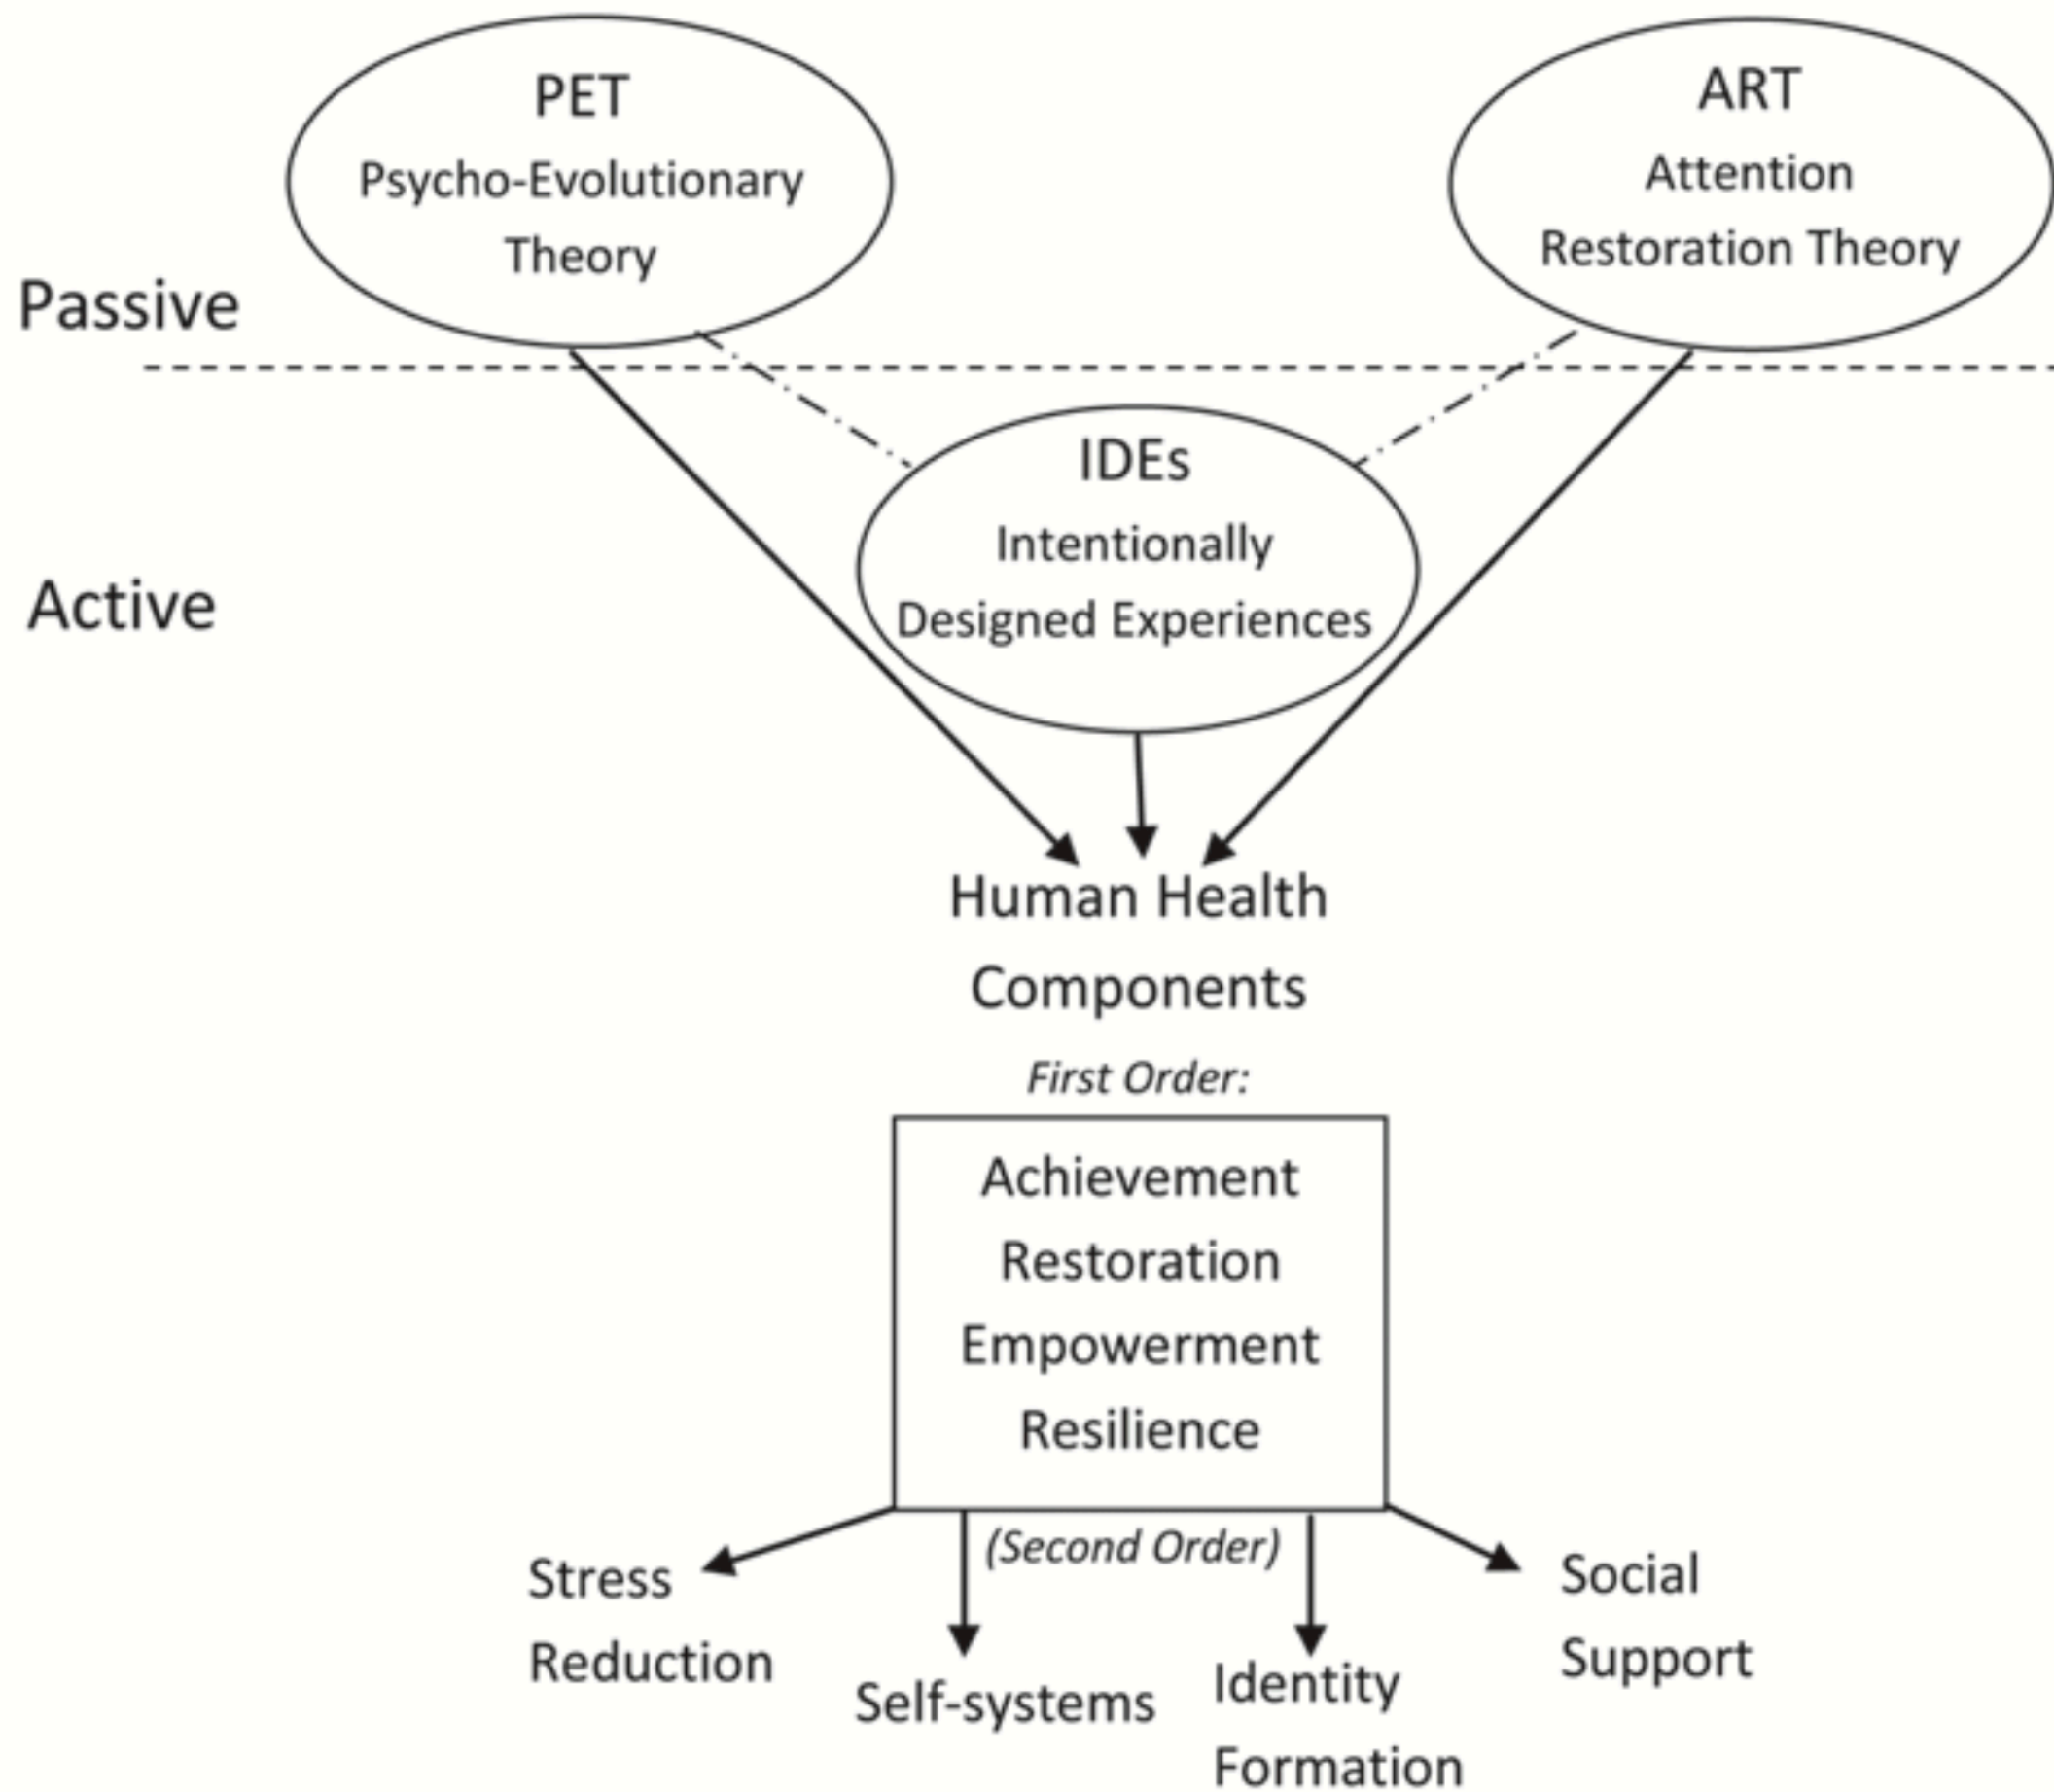 PET
Psycho-Evolutionary
Theory
ART
Attention
Restoration Theory
Passive
IDEs
Intentionally
Designed Experiences
Active
Human Health
Components
First Order:
Achievement
Restoration
Empowerment
Resilience
(Second Order)
Stress
Reduction
Self-systems
Identity
Formation
Social
Support